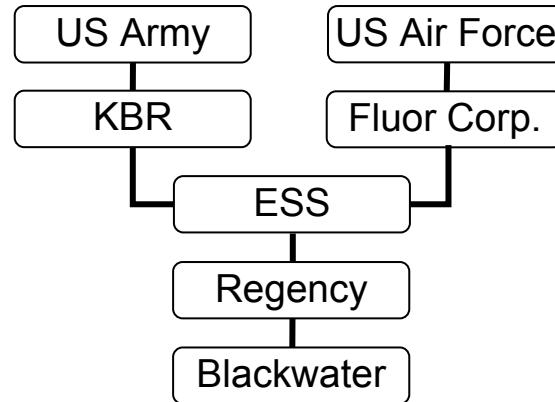 US Army
US Air Force
KBR
Fluor Corp.
ESS
Regency
Blackwater